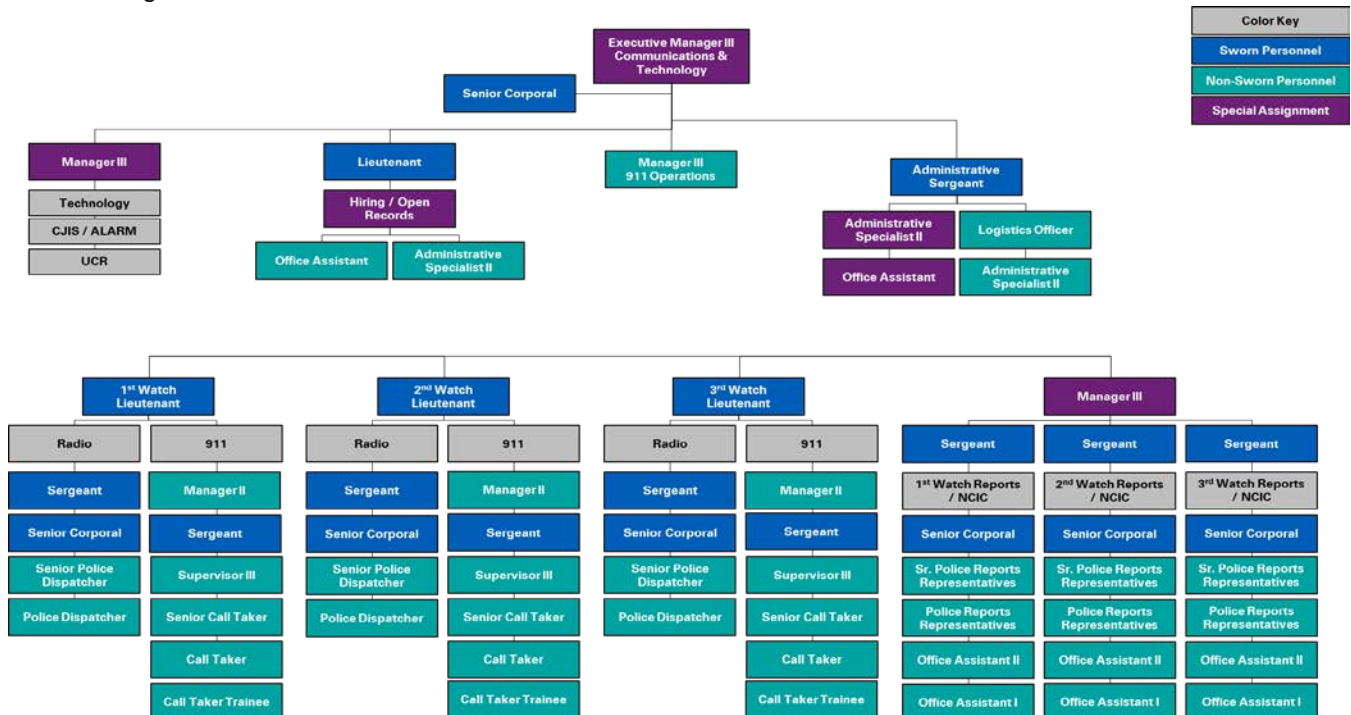 Color Key
Sworn Personnel
Non-Sworn Personnel
Special Assignment
Executive Manager III
Communications &
Technology
Senior Corporal
Manager III
Technology
CJIS / ALARM
UCR
Lieutenant
Hiring / Open
Records
Office Assistant
Administrative
Specialist II
Manager III
911 Operations
Administrative
Sergeant
Administrative
Specialist II
Office Assistant
Logistics Officer
Administrative
Specialist II
1st Watch
Lieutenant
Radio
Sergeant
Senior Corporal
Senior Police
Dispatcher
Police Dispatcher
911
Manager II
Sergeant
Supervisor III
Senior Call Taker
Call Taker
Call Taker Trainee
2nd Watch
Lieutenant
Radio
Sergeant
Senior Corporal
Senior Police
Dispatcher
Police Dispatcher
911
Manager II
Sergeant
Supervisor III
Senior Call Taker
Call Taker
Call Taker Trainee
3rd Watch
Lieutenant
Radio
Sergeant
Senior Corporal
Senior Police
Dispatcher
Police Dispatcher
911
Manager II
Sergeant
Supervisor III
Senior Call Taker
Call Taker
Call Taker Trainee
Manager III
Sergeant
1st Watch Reports
/ NCIC
Senior Corporal
Sr. Police Reports
Representatives
Police Reports
Representatives
Office Assistant II
Office Assistant I
Sergeant
2nd Watch Reports
/ NCIC
Senior Corporal
Sr. Police Reports
Representatives
Police Reports
Representatives
Office Assistant II
Office Assistant I
Sergeant
3rd Watch Reports
/ NCIC
Senior Corporal
Sr. Police Reports
Representatives
Police Reports
Representatives
Office Assistant II
Office Assistant I